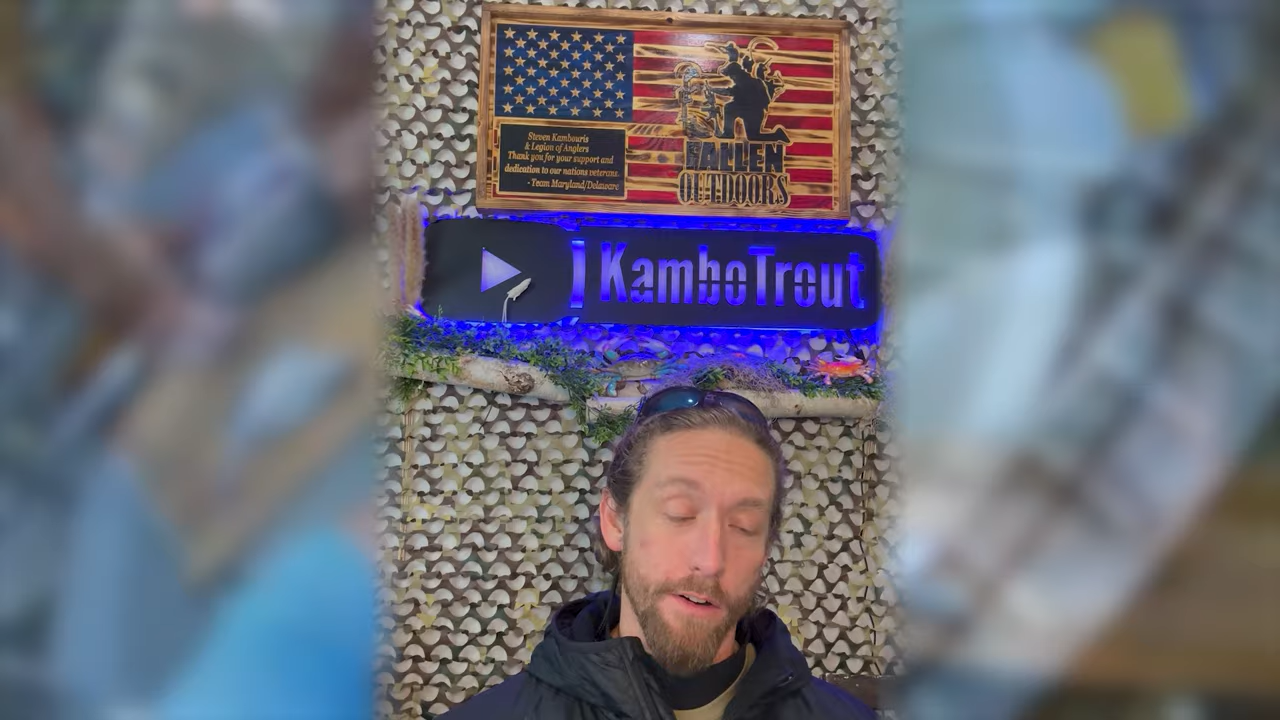 Steven Kambouris
& Legion of Anglers
Thank you for your support and
dedication to our nations veterans.
- Team Maryland/Delaware
FALLEN
OUTDOORS
KamboTrout